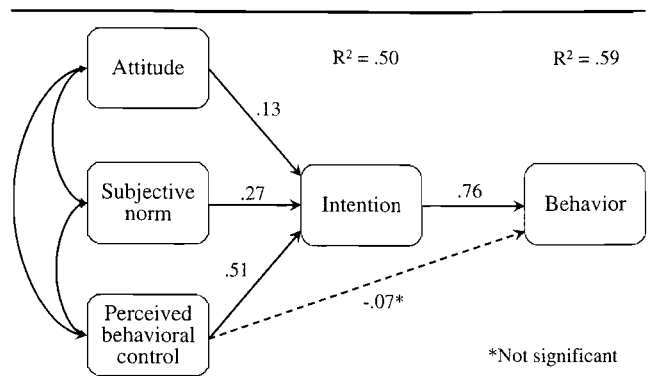 Attitude
R² = .50
R² = .59
.13
Subjective
norm
.27
Intention
.76
Behavior
.51
-.07*
Perceived
behavioral
control
*Not significant